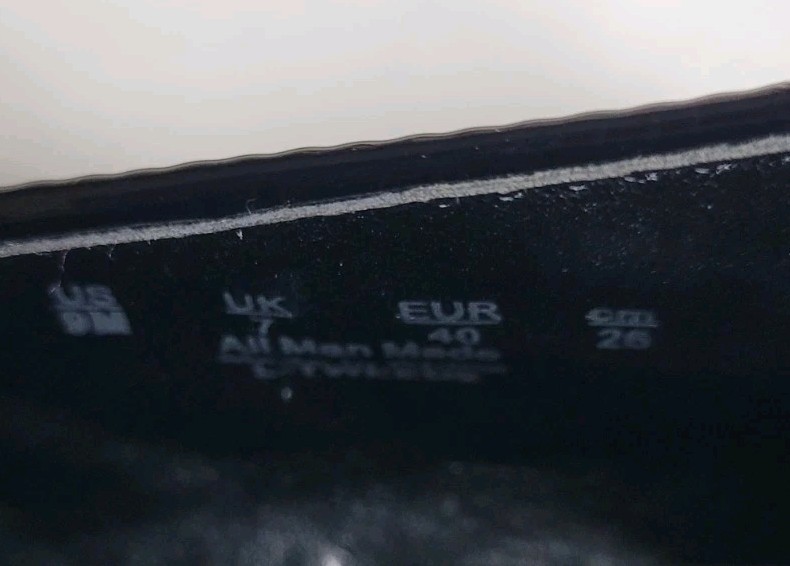 US UK EUR cm
9M 7 40 26
All Man Made